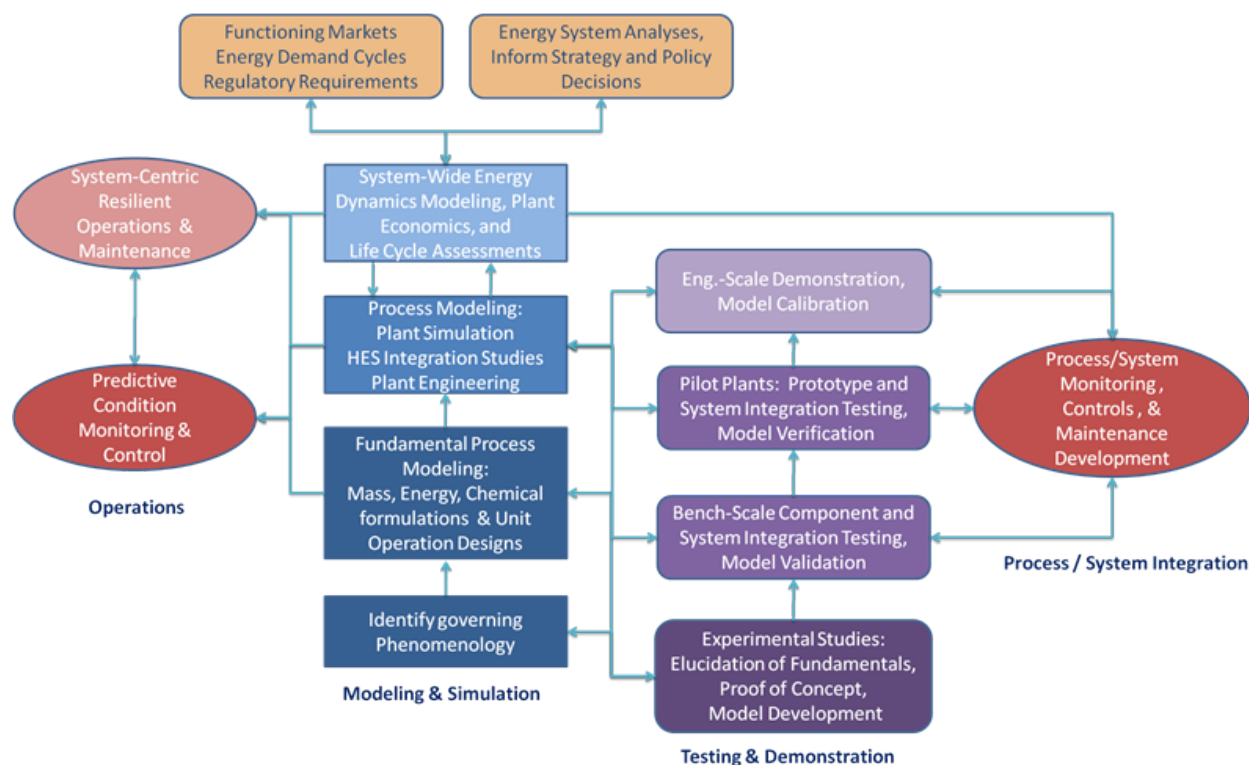 Functioning Markets
Energy Demand Cycles
Regulatory Requirements
Energy System Analyses,
Inform Strategy and Policy
Decisions
System-Centric
Resilient
Operations & 
Maintenance
System-Wide Energy
Dynamics Modeling, Plant
Economics, and
Life Cycle Assessments
Eng.-Scale Demonstration,
Model Calibration
Process Modeling:
Plant Simulation
HES Integration Studies
Plant Engineering
Predictive
Condition
Monitoring &
Control
Pilot Plants: Prototype and
System Integration Testing,
Model Verification
Process/System
Monitoring ,
Controls , &
Maintenance
Development
Fundamental Process
Modeling:
Mass, Energy, Chemical
formulations & Unit
Operation Designs
Operations
Bench-Scale Component and
System Integration Testing,
Model Validation
Process / System Integration
Identify governing
Phenomenology
Experimental Studies:
Elucidation of Fundamentals,
Proof of Concept,
Model Development
Modeling & Simulation
Testing & Demonstration